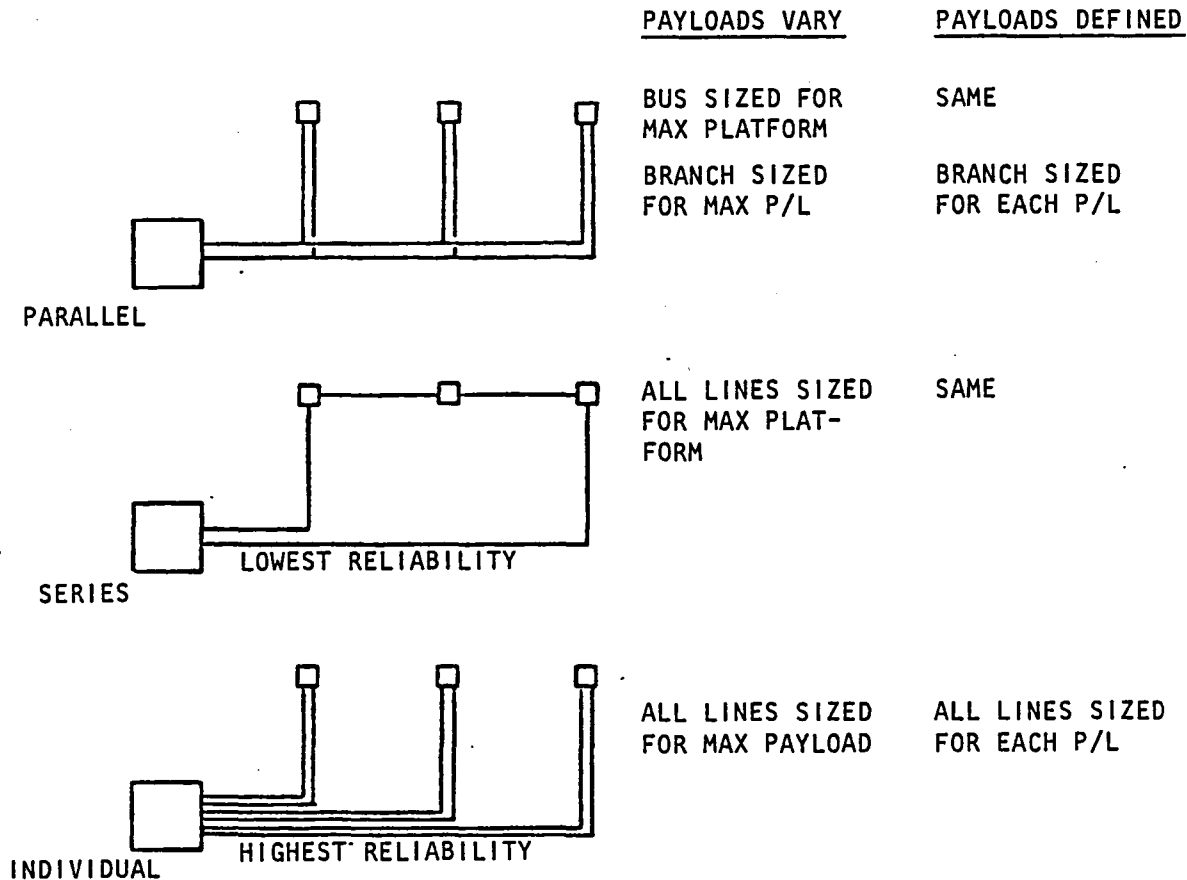 PAYLOADS VARY
PAYLOADS DEFINED
BUS SIZED FOR
MAX PLATFORM
SAME
BRANCH SIZED
FOR MAX P/L
BRANCH SIZED
FOR EACH P/L
PARALLEL
ALL LINES SIZED
FOR MAX PLAT-
FORM
SAME
LOWEST RELIABILITY
SERIES
ALL LINES SIZED
FOR MAX PAYLOAD
ALL LINES SIZED
FOR EACH P/L
HIGHEST RELIABILITY
INDIVIDUAL